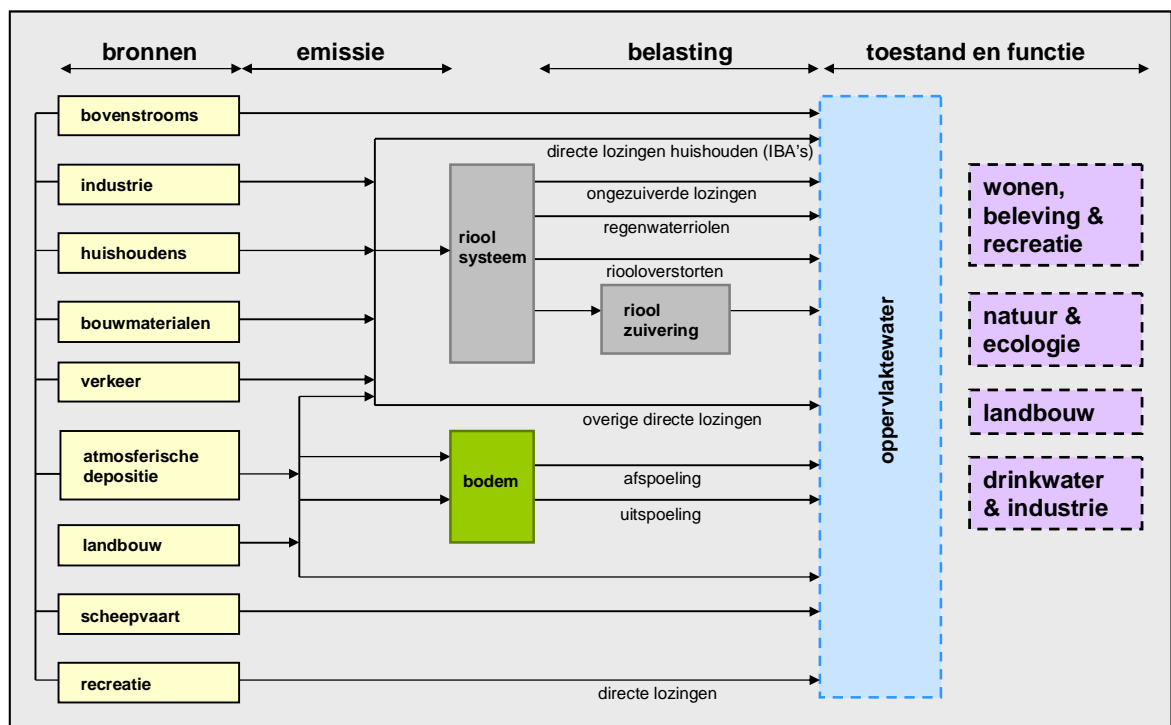 bronnen
emissie
belasting
toestand en functie
bovenstrooms
industrie
huishoudens
bouwmaterialen
verkeer
atmosferische
depositie
landbouw
scheepvaart
recreatie
riool
systeem
bodem
directe lozingen huishouden (IBA's)
ongezuiverde lozingen
regenwaterriolen
riooloverstorten
riool
zuivering
overige directe lozingen
afspoeling
uitspoeling
directe lozingen
oppervlaktewater
wonen,
beleving &
recreatie
natuur &
ecologie
landbouw
drinkwater
& industrie